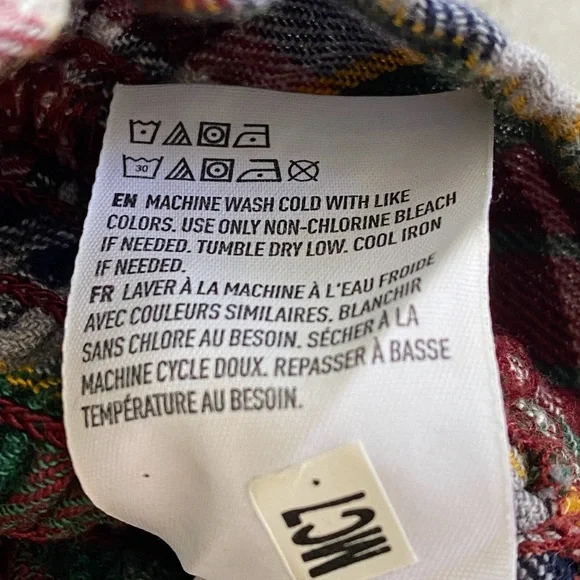 30
EN MACHINE WASH COLD WITH LIKE
COLORS. USE ONLY NON-CHLORINE BLEACH
IF NEEDED. TUMBLE DRY LOW. COOL IRON
IF NEEDED.
FR LAVER À LA MACHINE À L'EAU FROIDE
AVEC COULEURS SIMILAIRES. BLANCHIR
SANS CHLORE AU BESOIN. SÉCHER À LA
MACHINE CYCLE DOUX. REPASSER À BASSE
TEMPÉRATURE AU BESOIN.
MCT